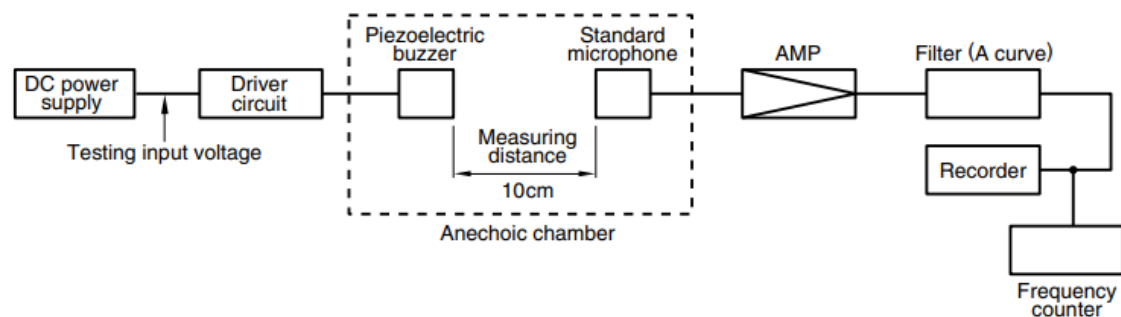 Piezoelectric
buzzer
Standard
microphone
AMP
Filter (A curve)
DC power
supply
Driver
circuit
Testing input voltage
Measuring
distance
10cm
Recorder
Anechoic chamber
Frequency
counter